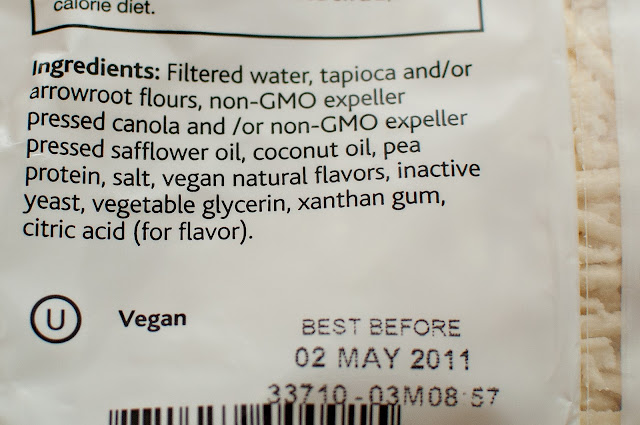 calorie diet.
Ingredients: Filtered water, tapioca and/or
arrowroot flours, non-GMO expeller
pressed canola and /or non-GMO expeller
pressed safflower oil, coconut oil, pea
protein, salt, vegan natural flavors, inactive
yeast, vegetable glycerin, xanthan gum,
citric acid (for flavor).
U Vegan
BEST BEFORE
02 MAY 2011
33710-03M08:57